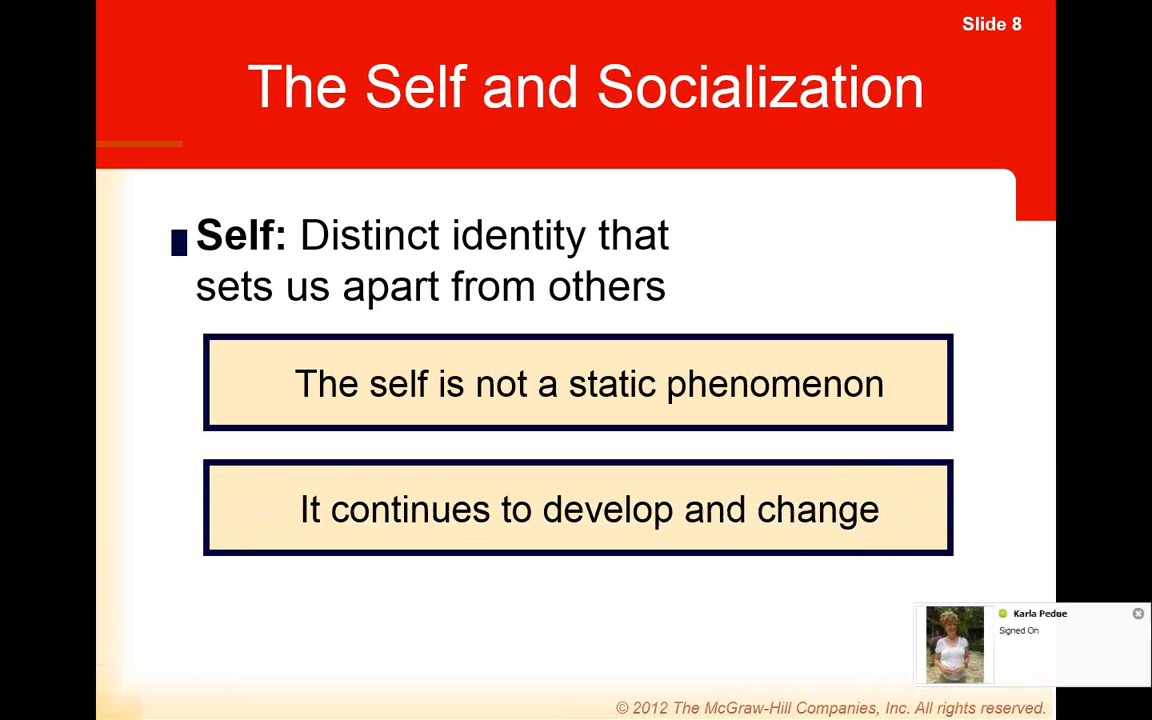 Slide 8
The Self and Socialization
Self: Distinct identity that
sets us apart from others
The self is not a static phenomenon
It continues to develop and change
Karla Pedue
Signed On
© 2012 The McGraw-Hill Companies, Inc. All rights reserved.